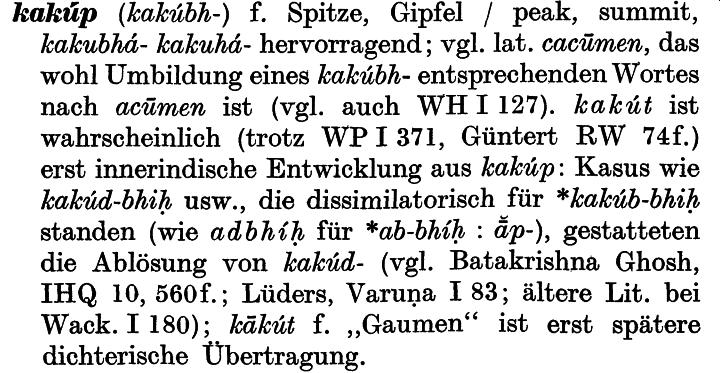 kakúp (kakúbh-) f. Spitze, Gipfel / peak, summit,
kakubhá- kakuhá- hervorragend; vgl. lat. cacūmen, das
wohl Umbildung eines kakúbh- entsprechenden Wortes
nach acūmen ist (vgl. auch WH I 127). kakút ist
wahrscheinlich (trotz WP I 371, Güntert RW 74f.)
erst innerindische Entwicklung aus kakúp: Kasus wie
kakúd-bhiḥ usw., die dissimilatorisch für *kakúb-bhiḥ
standen (wie adbhíḥ für *ab-bhíḥ : ā̆p-), gestatteten
die Ablösung von kakúd- (vgl. Batakrishna Ghosh,
IHQ 10, 560f.; Lüders, Varuṇa I 83; ältere Lit. bei
Wack. I 180); kākút f. „Gaumen“ ist erst spätere
dichterische Übertragung.